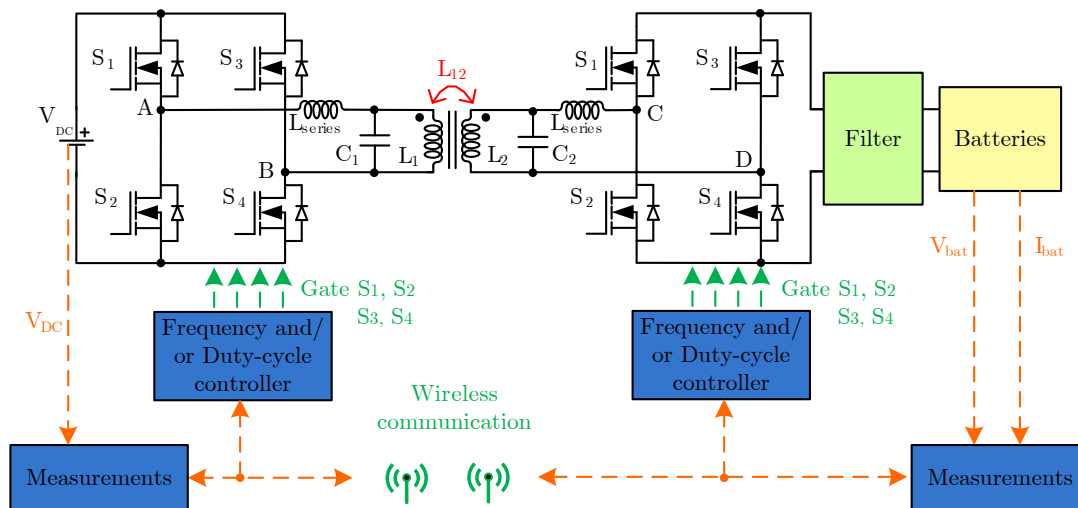 S1
S3
A
VDC
+
Lseries
C1
L1
B
S2
S4
L12
L2
C2
Lseries
S1
S3
C
D
S2
S4
Filter
Batteries
Vbat
Ibat
VDC
Gate S1, S2
S3, S4
Frequency and/
or Duty-cycle
controller
Gate S1, S2
S3, S4
Frequency and/
or Duty-cycle
controller
Wireless
communication
Measurements
Measurements